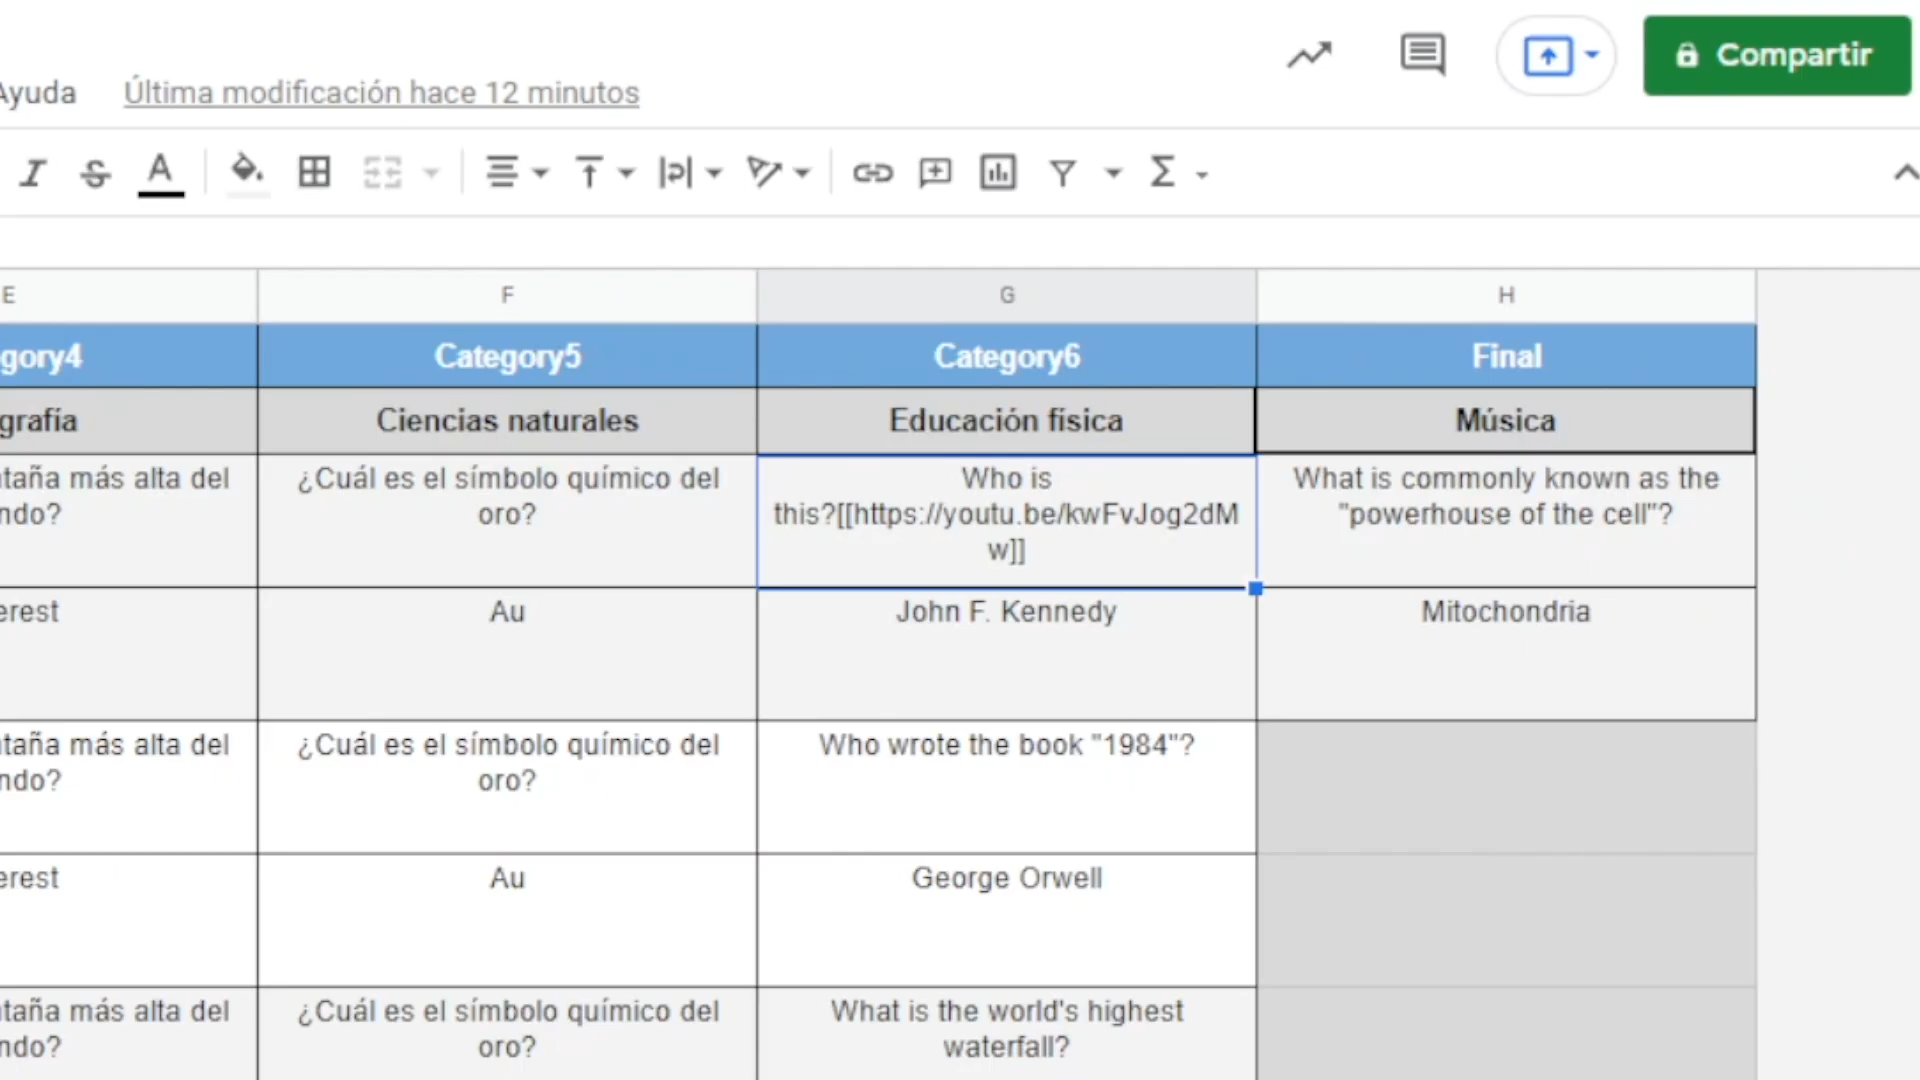 Compartir
Ayuda Última modificación hace 12 minutos
E F G H
gory4 Category5 Category6 Final
grafía Ciencias naturales Educación física Música
taña más alta del
ndo?
¿Cuál es el símbolo químico del
oro?
Who is
this?[[https://youtu.be/kwFvJog2dM
w]]
What is commonly known as the
"powerhouse of the cell"?
erest Au John F. Kennedy Mitochondria
taña más alta del
ndo?
¿Cuál es el símbolo químico del
oro?
Who wrote the book "1984"?
erest Au George Orwell
taña más alta del
ndo?
¿Cuál es el símbolo químico del
oro?
What is the world's highest
waterfall?